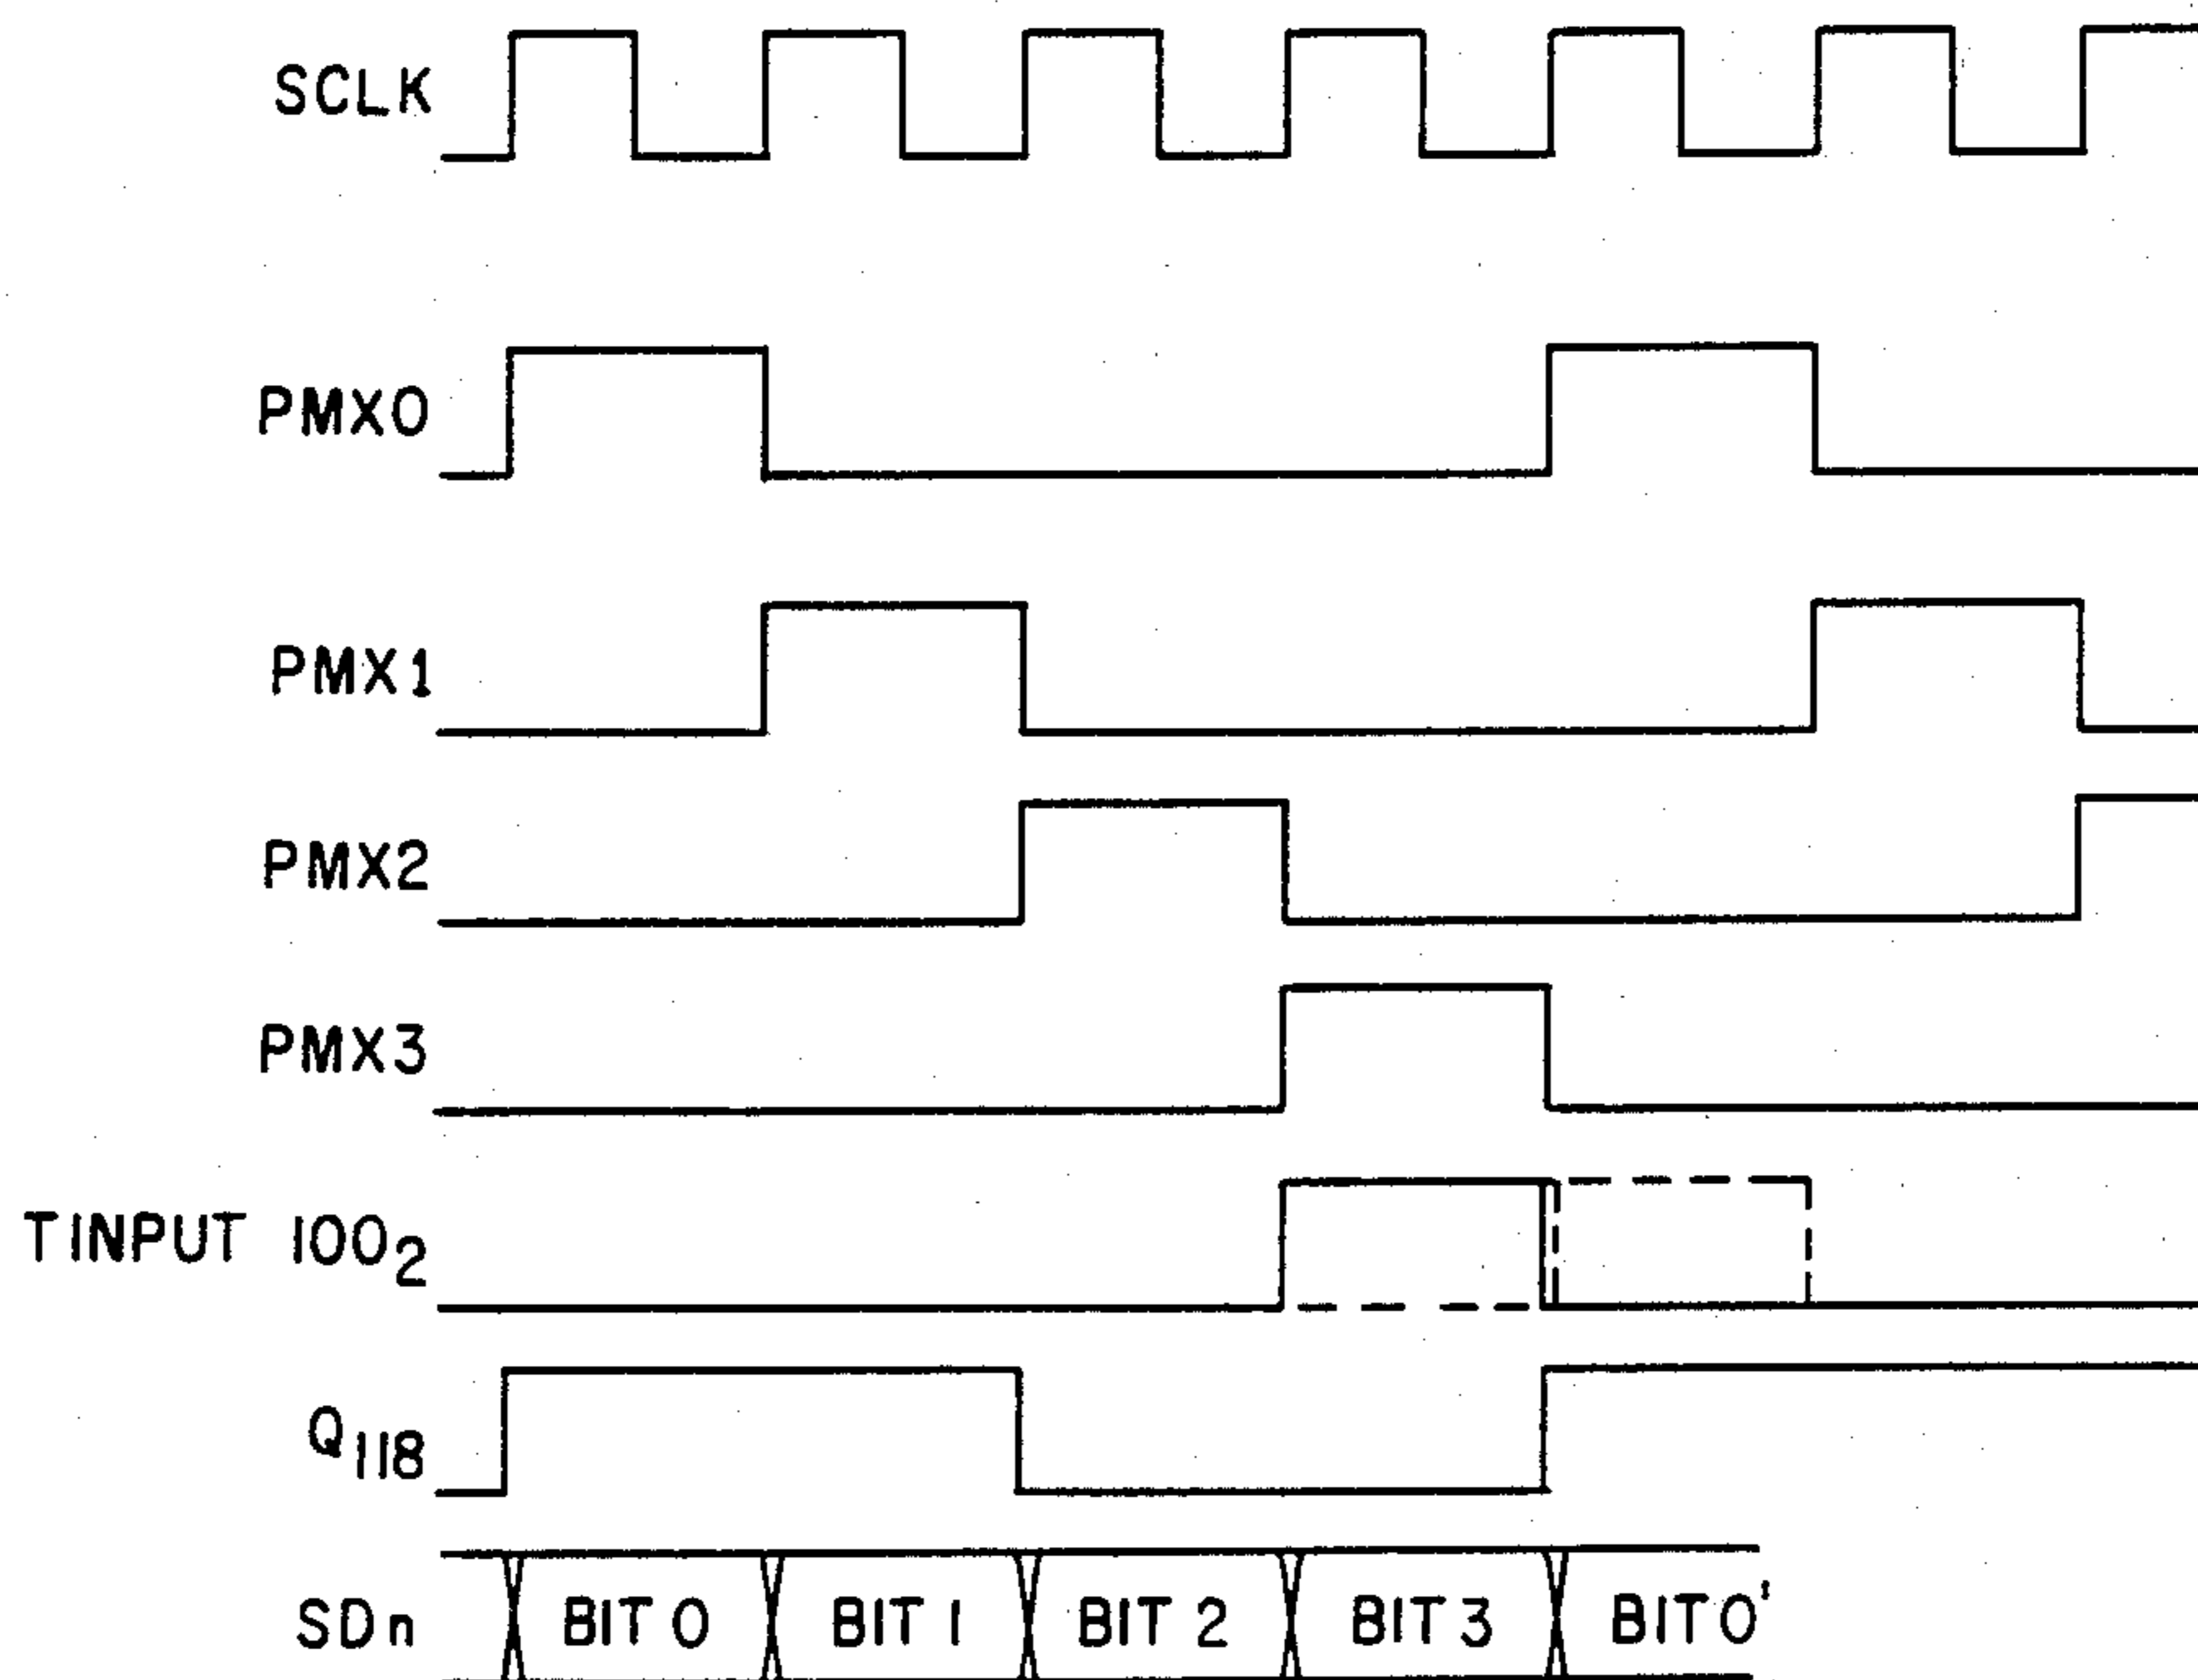 SCLK
PMX0
PMX1
PMX2
PMX3
TINPUT 100₂
Q₁₁₈
SDn BIT 0 BIT 1 BIT 2 BIT 3 BIT 0'